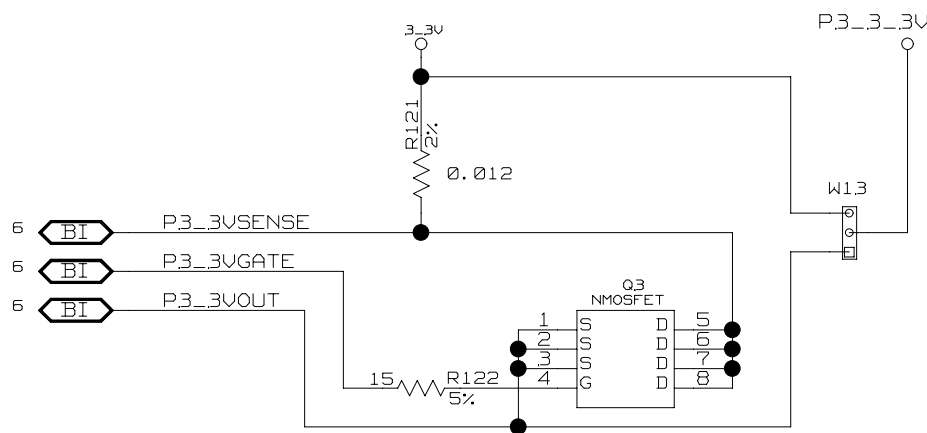 P3_3_3V
3_3V
R121
2%
0.012
W13
6 BI P3_3VSENSE
6 BI P3_3VGATE
6 BI P3_3VOUT
Q3
NMOSFET
1 S D 5
2 S D 6
3 S D 7
4 G D 8
15 R122
5%